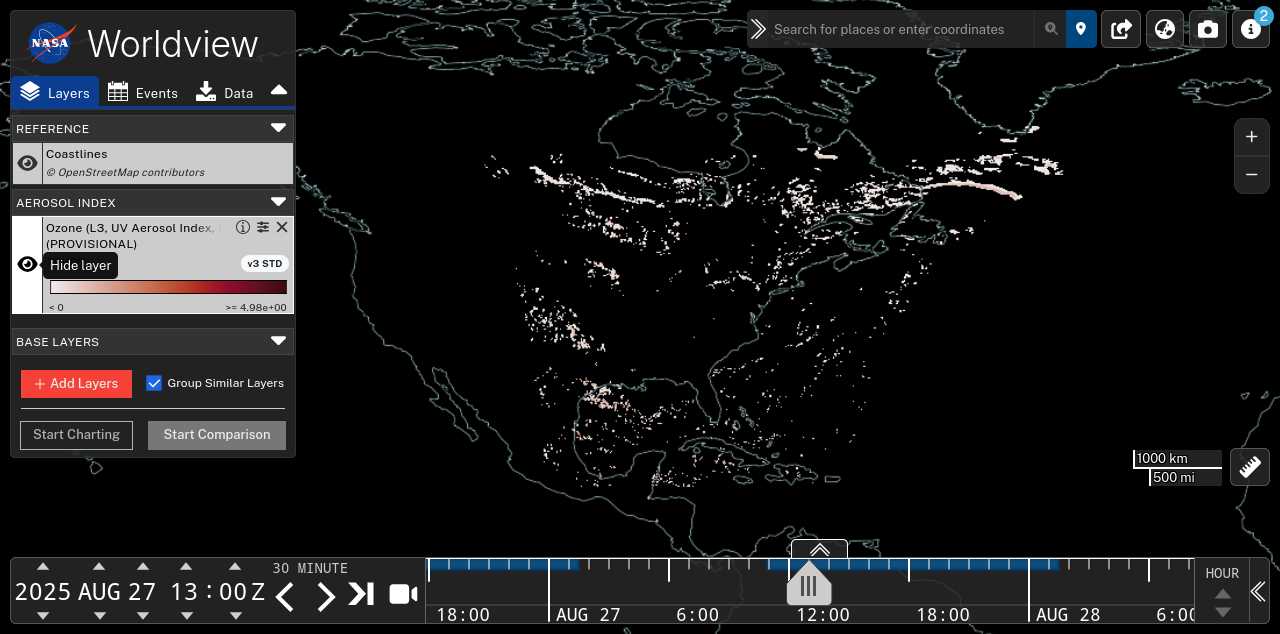 NASA Worldview
Search for places or enter coordinates
2
Layers Events Data
REFERENCE
Coastlines
© OpenStreetMap contributors
AEROSOL INDEX
Ozone (L3, UV Aerosol Index,
(PROVISIONAL)
Hide layer
v3 STD
< 0 >= 4.98e+00
BASE LAYERS
+ Add Layers Group Similar Layers
Start Charting Start Comparison
+
−
1000 km
500 mi
2025 AUG 27 13 : 00 Z
30 MINUTE
18:00 AUG 27 6:00 12:00 18:00 AUG 28 6:00
HOUR